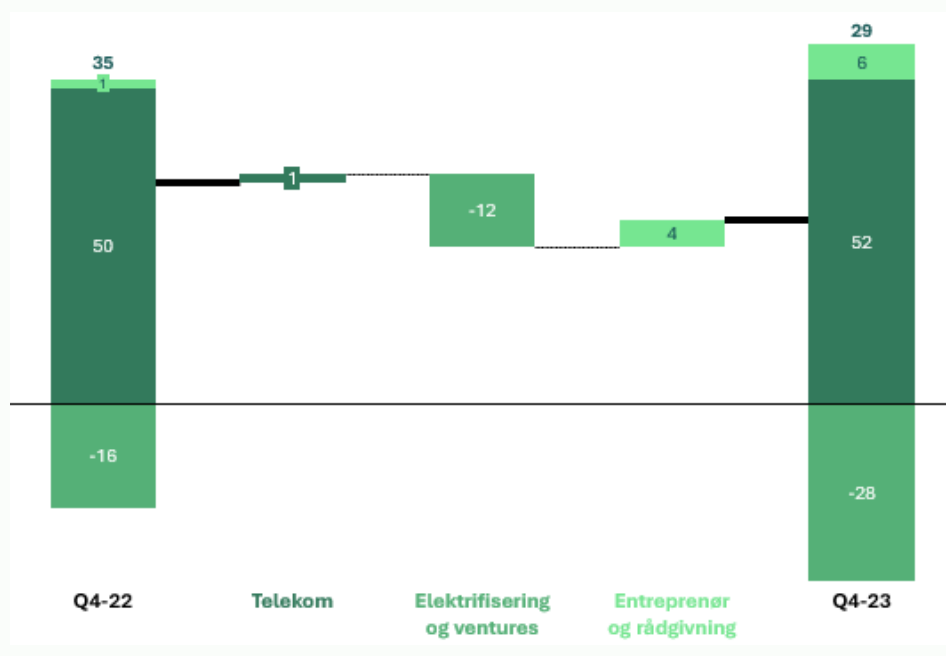 35
29
1
6
1
-12
4
50
52
-16
-28
Q4-22
Telekom
Elektrifisering
og ventures
Entreprenør
og rådgivning
Q4-23